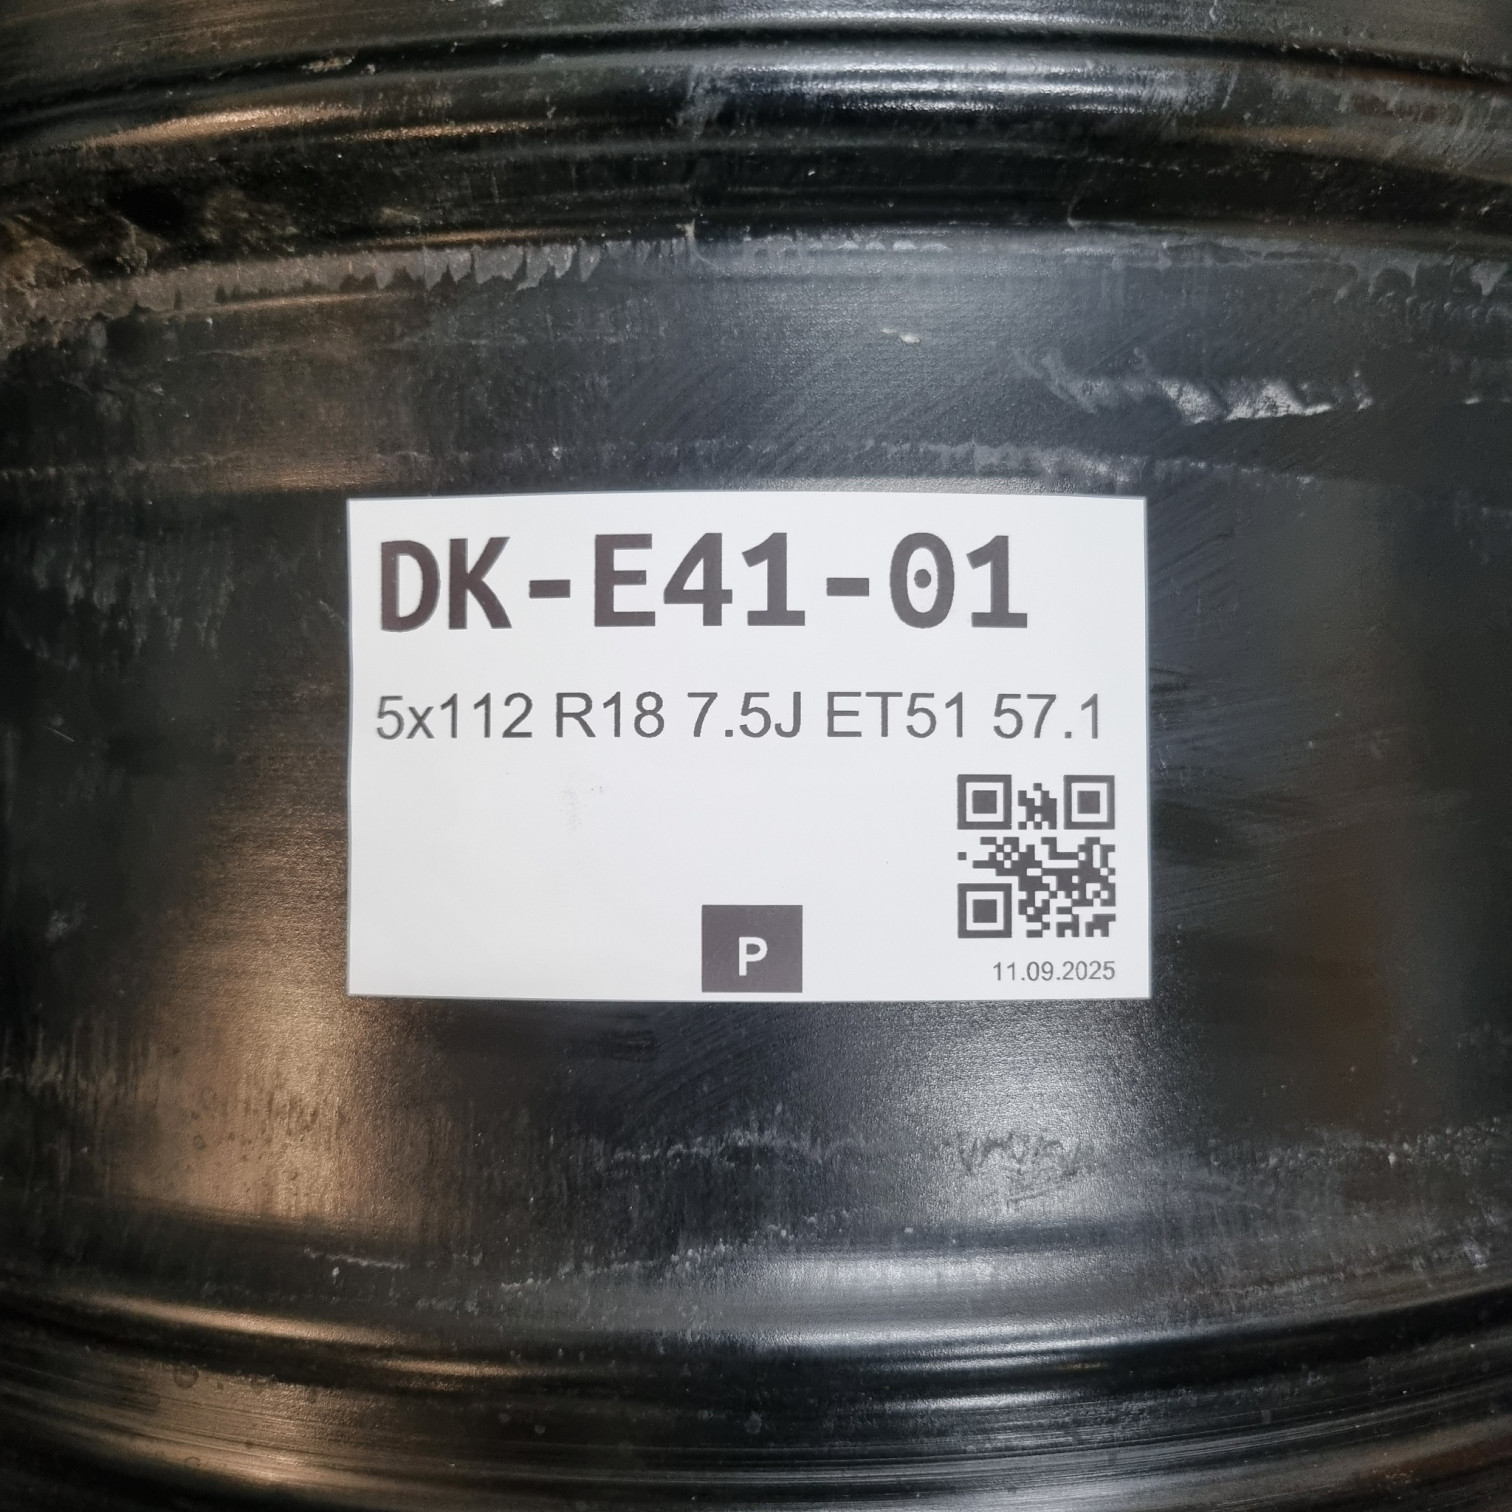 DK-E41-01
5x112 R18 7.5J ET51 57.1
P
11.09.2025